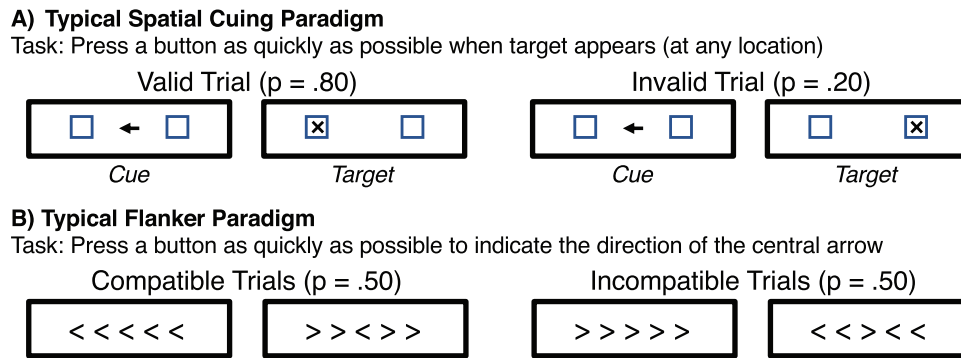 A) Typical Spatial Cuing Paradigm
Task: Press a button as quickly as possible when target appears (at any location)
Valid Trial (p = .80) Invalid Trial (p = .20)
← × ← ×
Cue Target Cue Target
B) Typical Flanker Paradigm
Task: Press a button as quickly as possible to indicate the direction of the central arrow
Compatible Trials (p = .50) Incompatible Trials (p = .50)
< < < < < > > < > > > > > > > < < > < <